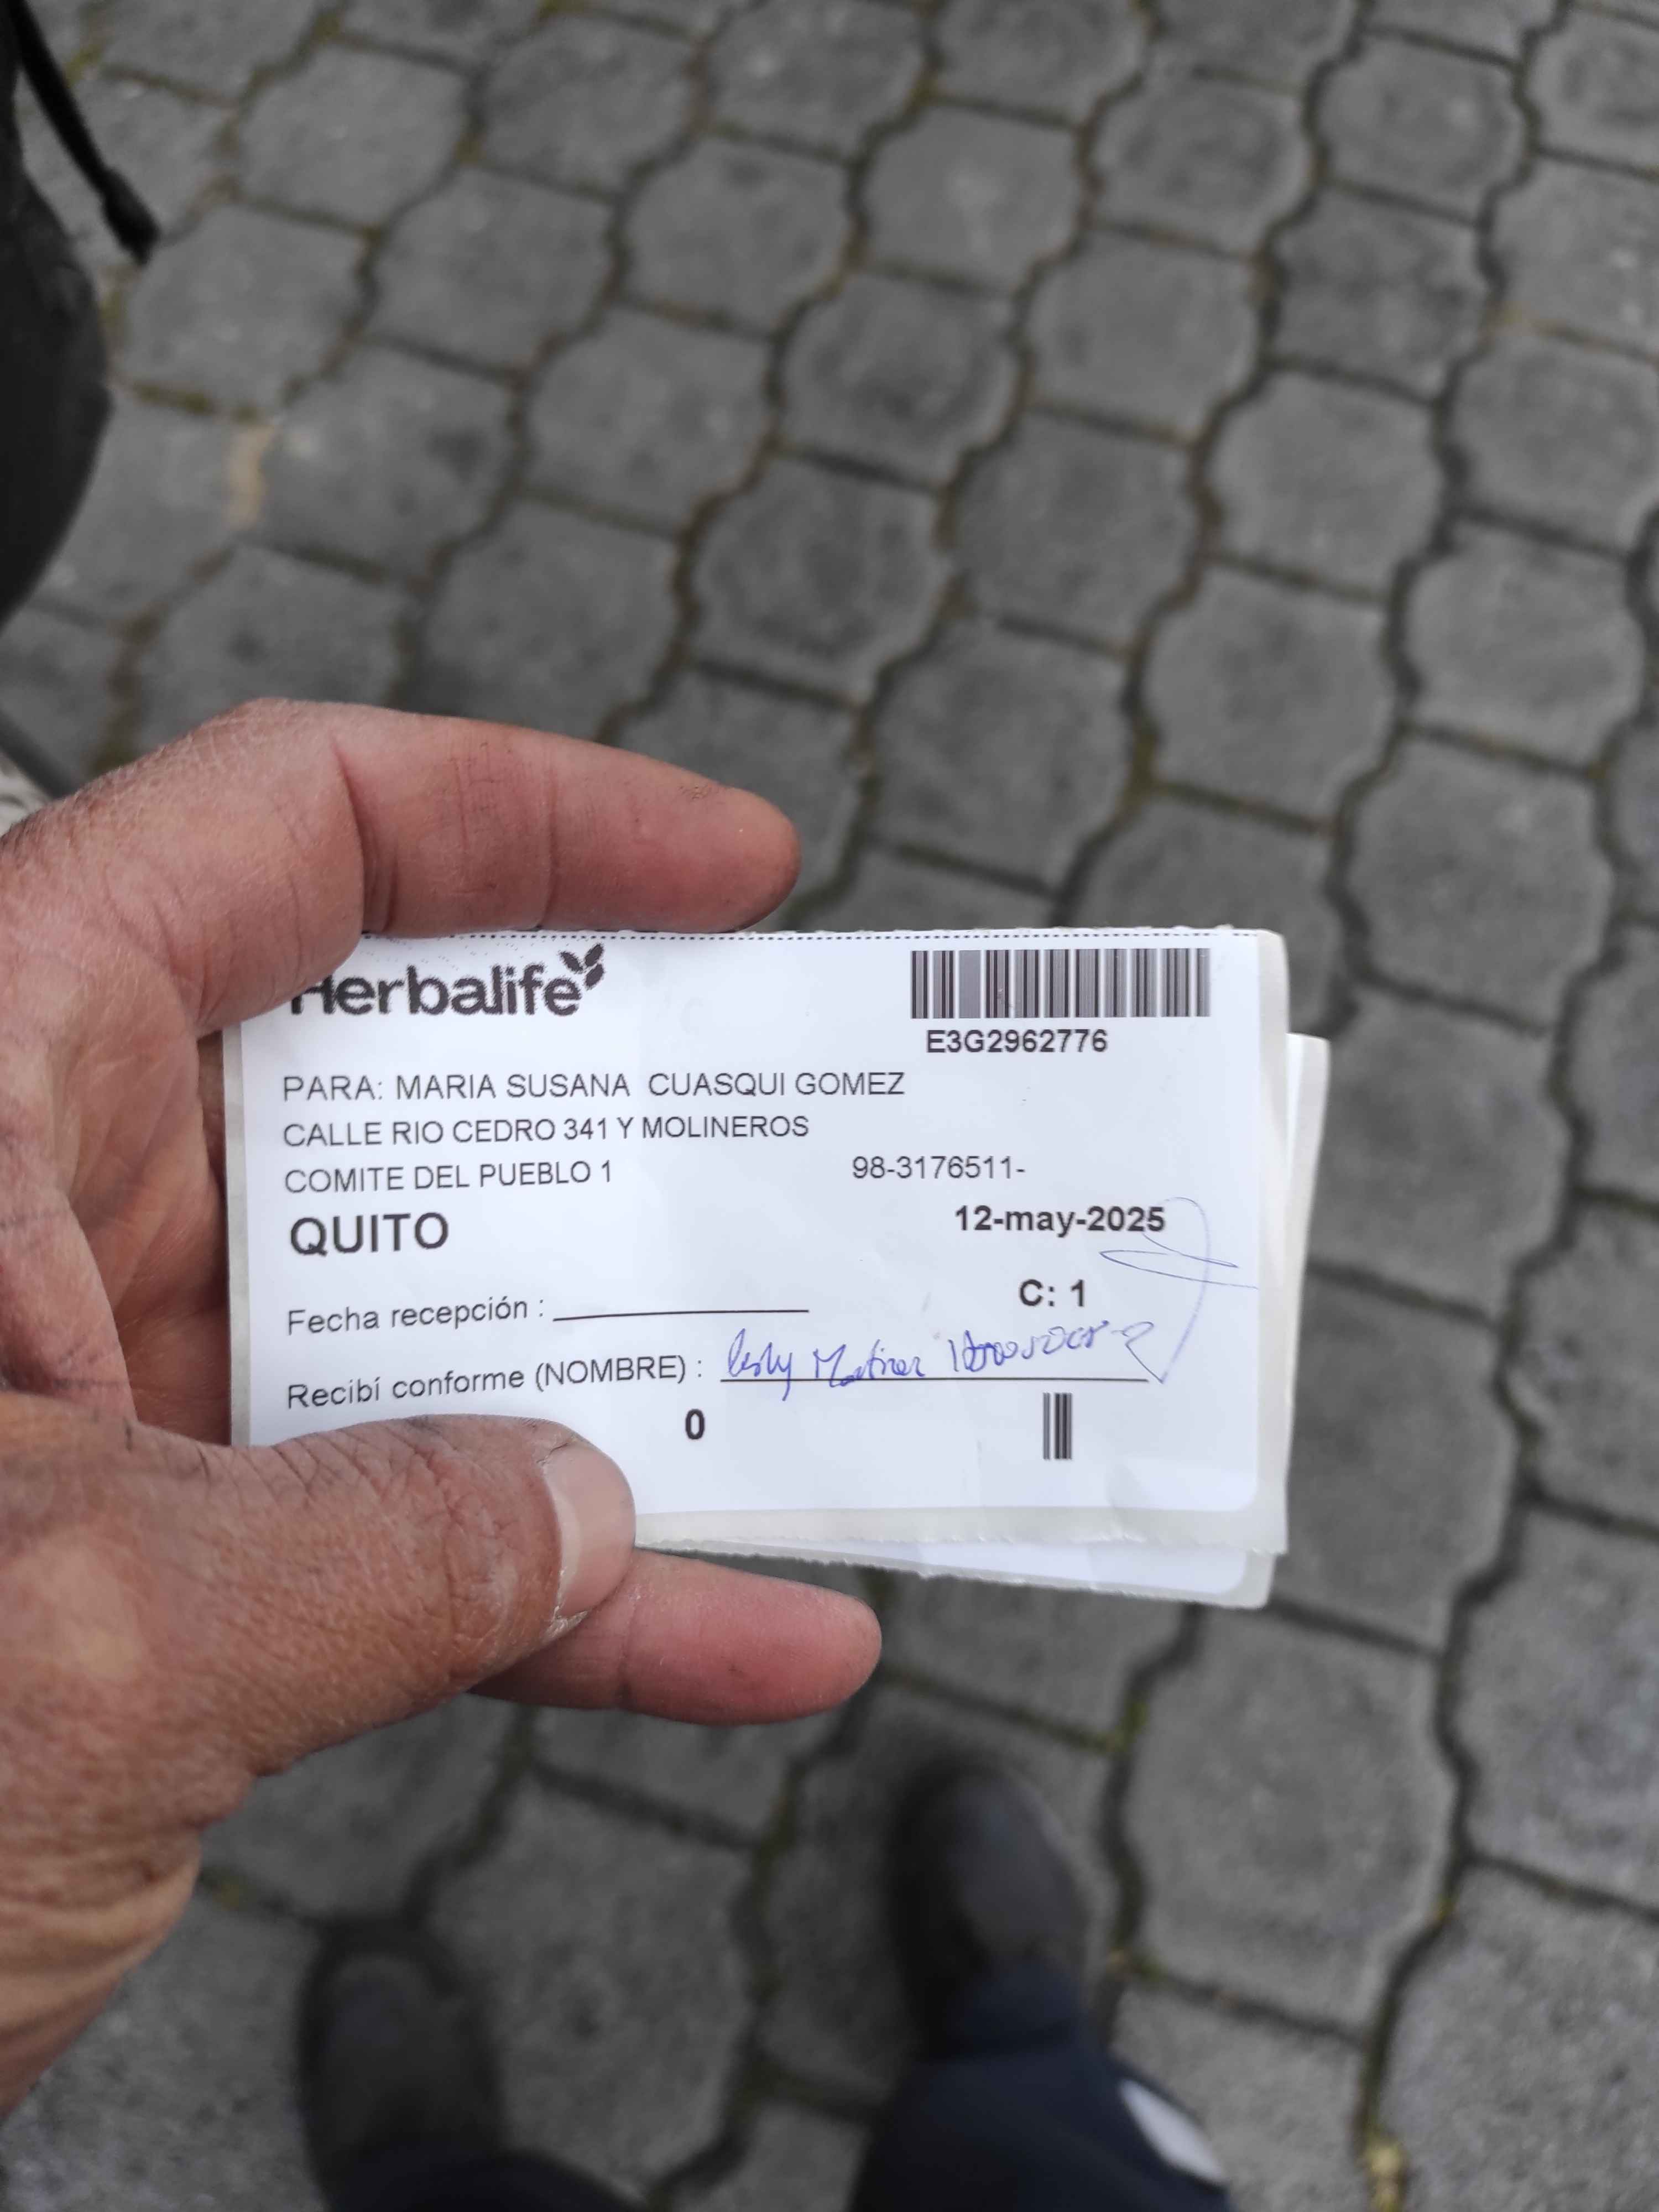 Herbalife
E3G2962776
PARA: MARIA SUSANA CUASQUI GOMEZ
CALLE RIO CEDRO 341 Y MOLINEROS
COMITE DEL PUEBLO 1 98-3176511-
QUITO 12-may-2025
C: 1
Fecha recepción :
Recibí conforme (NOMBRE) :
0